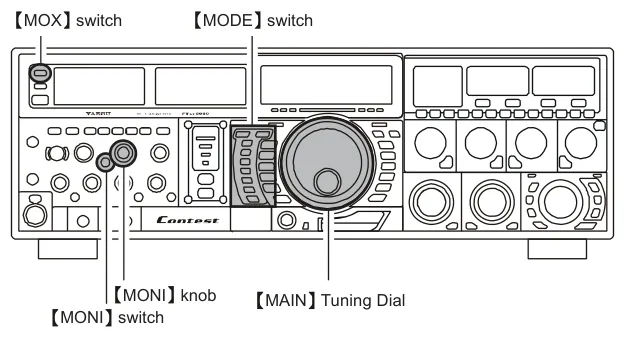 【MOX】 switch
【MODE】 switch
YAESU
Contest
【MONI】 knob
【MAIN】 Tuning Dial
【MONI】 switch